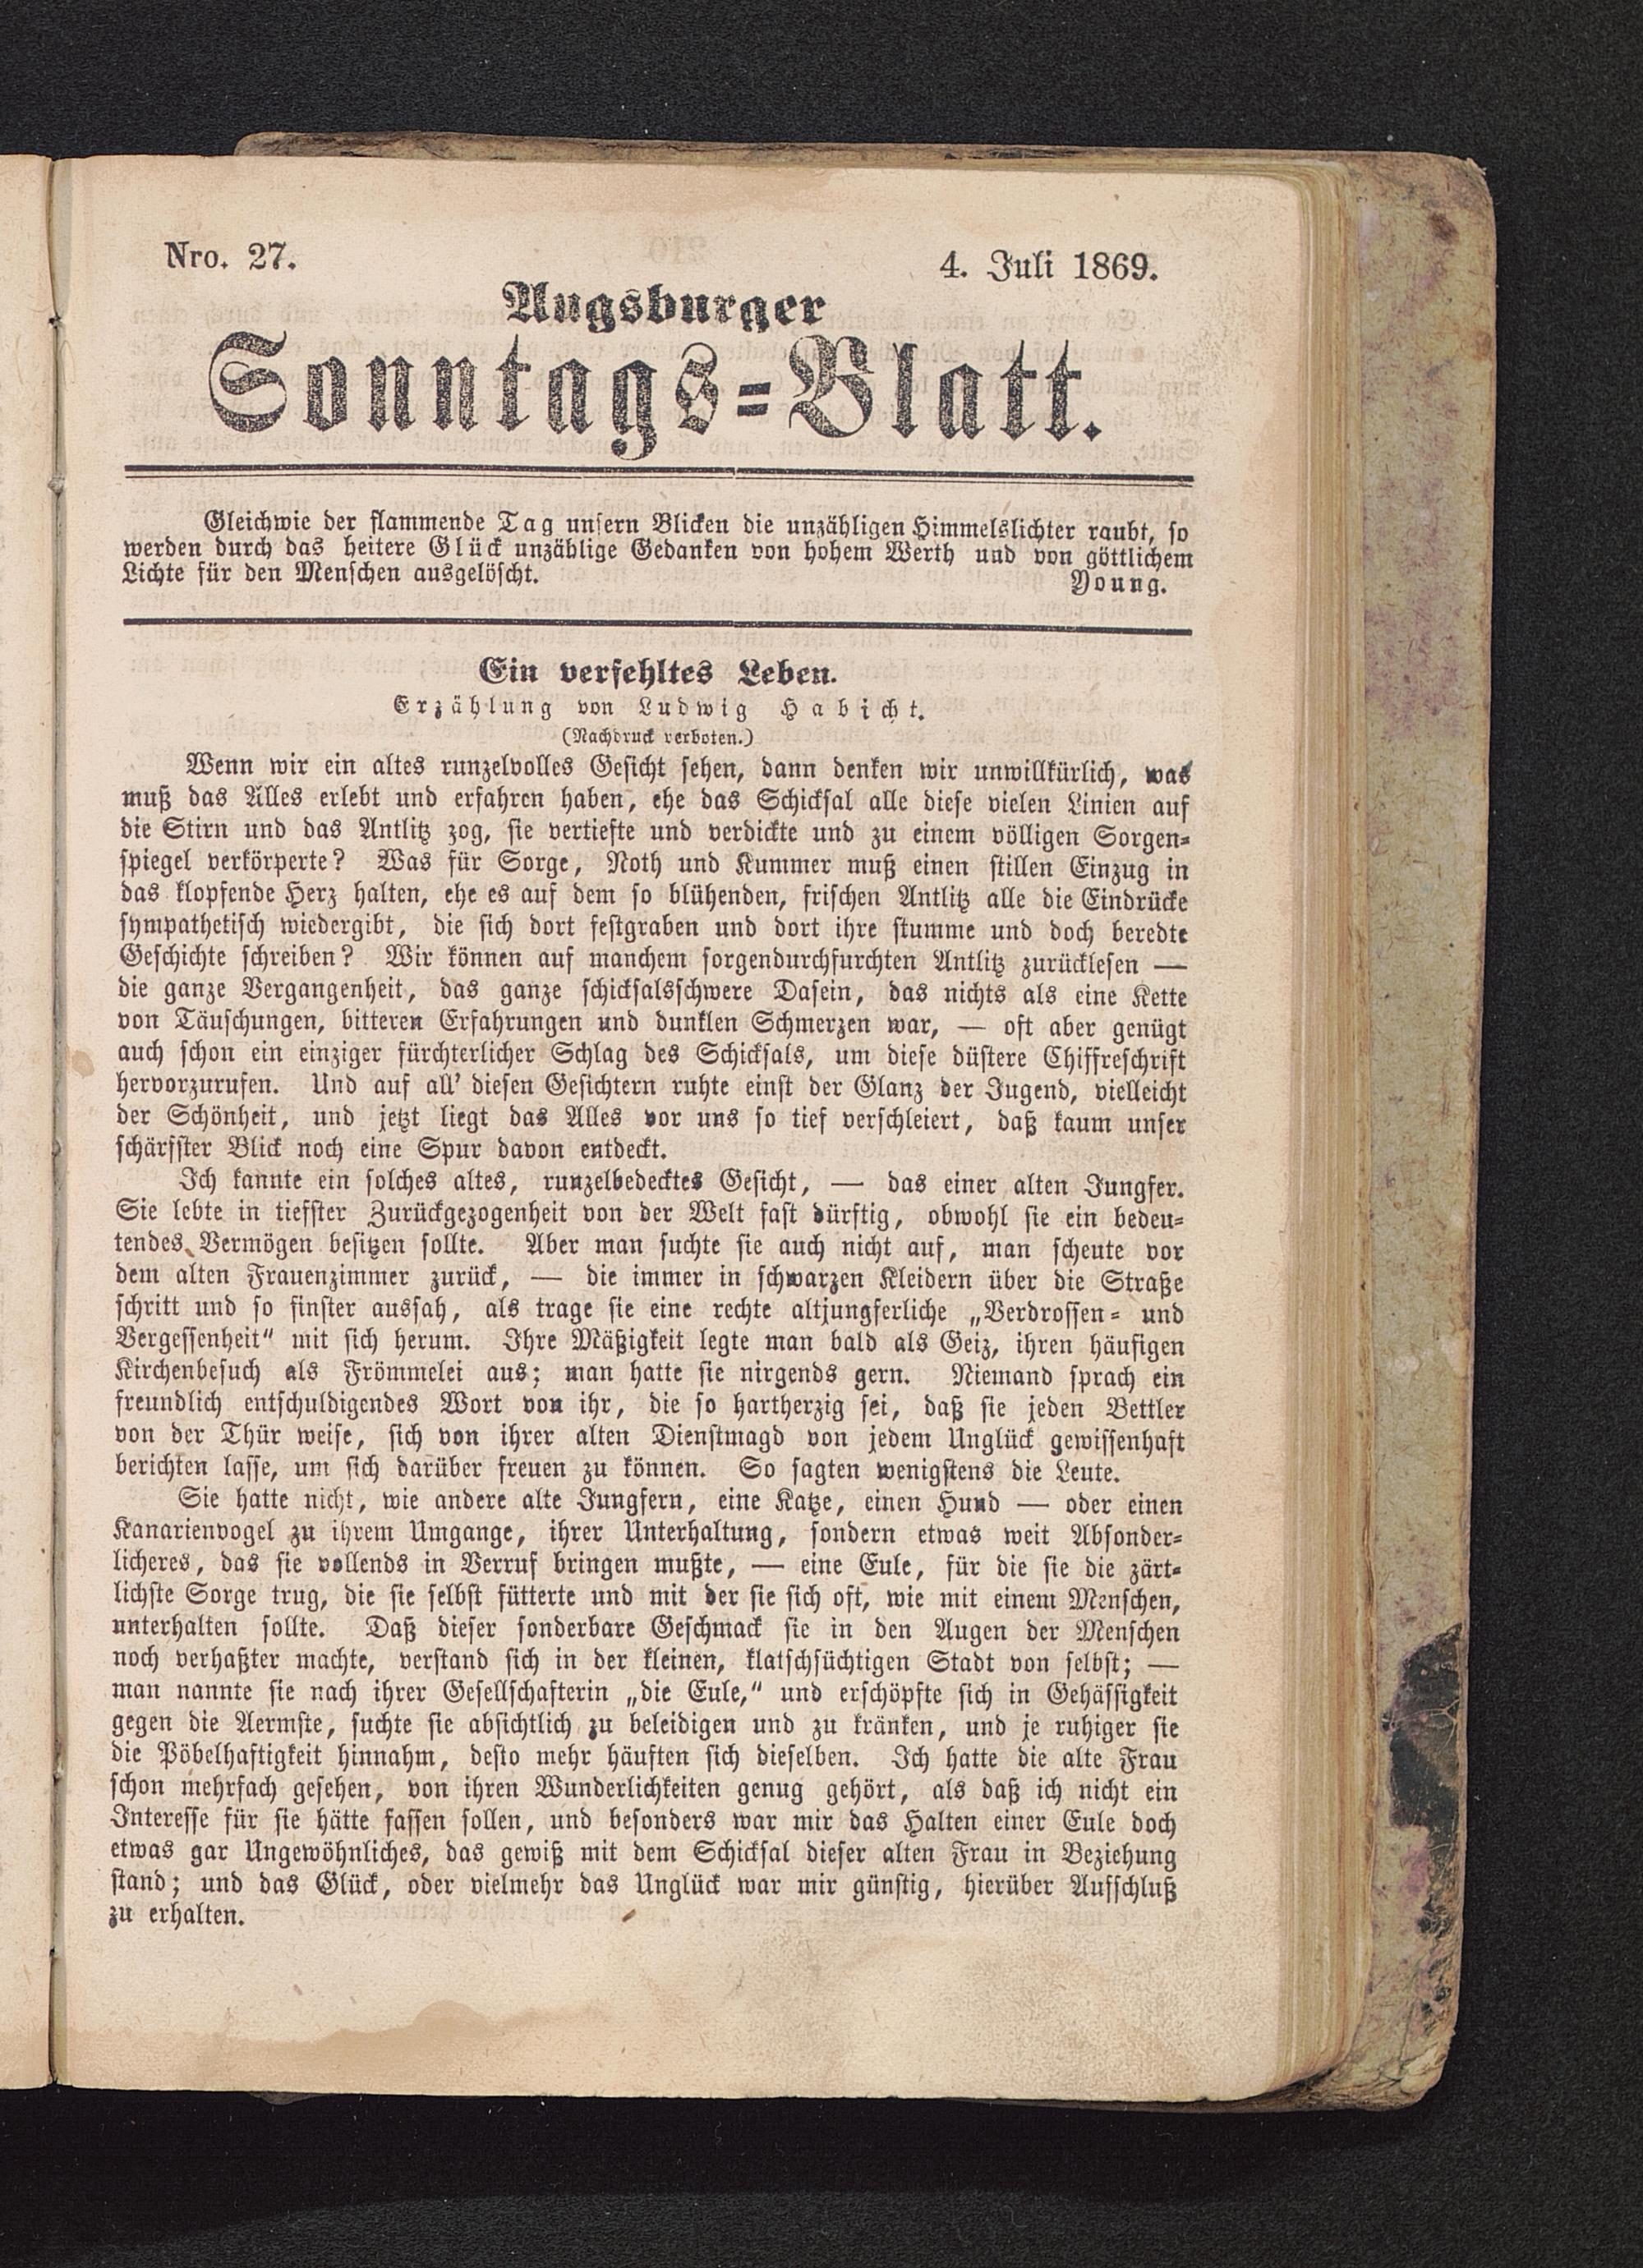 Nro. 27.
4. Juli 1869.
Augsburger
Sonntags=Blatt.
Gleichwie der flammende Tag unsern Blicken die unzähligen Himmelslichter raubt, so
werden durch das heitere Glück unzählige Gedanken von hohem Werth und von göttlichem
Lichte für den Menschen ausgelöscht.
Young.
Ein verfehltes Leben.
Erzählung von Ludwig Habicht.
(Nachdruck verboten.)
Wenn wir ein altes runzelvolles Gesicht sehen, dann denken wir unwillkürlich, was
muß das Alles erlebt und erfahren haben, ehe das Schicksal alle diese vielen Linien auf
die Stirn und das Antlitz zog, sie vertiefte und verdickte und zu einem völligen Sorgen=
spiegel verkörperte? Was für Sorge, Noth und Kummer muß einen stillen Einzug in
das klopfende Herz halten, ehe es auf dem so blühenden, frischen Antlitz alle die Eindrücke
sympathetisch wiedergibt, die sich dort festgraben und dort ihre stumme und doch beredte
Geschichte schreiben? Wir können auf manchem sorgendurchfurchten Antlitz zurücklesen —
die ganze Vergangenheit, das ganze schicksalsschwere Dasein, das nichts als eine Kette
von Täuschungen, bitteren Erfahrungen und dunklen Schmerzen war, — oft aber genügt
auch schon ein einziger fürchterlicher Schlag des Schicksals, um diese düstere Chiffreschrift
hervorzurufen. Und auf all' diesen Gesichtern ruhte einst der Glanz der Jugend, vielleicht
der Schönheit, und jetzt liegt das Alles vor uns so tief verschleiert, daß kaum unser
schärfster Blick noch eine Spur davon entdeckt.
Ich kannte ein solches altes, runzelbedecktes Gesicht, — das einer alten Jungfer.
Sie lebte in tiefster Zurückgezogenheit von der Welt fast dürftig, obwohl sie ein bedeu=
tendes Vermögen besitzen sollte. Aber man suchte sie auch nicht auf, man scheute vor
dem alten Frauenzimmer zurück, — die immer in schwarzen Kleidern über die Straße
schritt und so finster aussah, als trage sie eine rechte altjungferliche „Verdrossen= und
Vergessenheit" mit sich herum. Ihre Mäßigkeit legte man bald als Geiz, ihren häufigen
Kirchenbesuch als Frömmelei aus; man hatte sie nirgends gern. Niemand sprach ein
freundlich entschuldigendes Wort von ihr, die so hartherzig sei, daß sie jeden Bettler
von der Thür weise, sich von ihrer alten Dienstmagd von jedem Unglück gewissenhaft
berichten lasse, um sich darüber freuen zu können. So sagten wenigstens die Leute.
Sie hatte nicht, wie andere alte Jungfern, eine Katze, einen Hund — oder einen
Kanarienvogel zu ihrem Umgange, ihrer Unterhaltung, sondern etwas weit Absonder=
licheres, das sie vollends in Verruf bringen mußte, — eine Eule, für die sie die zärt=
lichste Sorge trug, die sie selbst fütterte und mit der sie sich oft, wie mit einem Menschen,
unterhalten sollte. Daß dieser sonderbare Geschmack sie in den Augen der Menschen
noch verhaßter machte, verstand sich in der kleinen, klatschsüchtigen Stadt von selbst; —
man nannte sie nach ihrer Gesellschafterin „die Eule," und erschöpfte sich in Gehässigkeit
gegen die Aermste, suchte sie absichtlich zu beleidigen und zu kränken, und je ruhiger sie
die Pöbelhaftigkeit hinnahm, desto mehr häuften sich dieselben. Ich hatte die alte Frau
schon mehrfach gesehen, von ihren Wunderlichkeiten genug gehört, als daß ich nicht ein
Interesse für sie hätte fassen sollen, und besonders war mir das Halten einer Eule doch
etwas gar Ungewöhnliches, das gewiß mit dem Schicksal dieser alten Frau in Beziehung
stand; und das Glück, oder vielmehr das Unglück war mir günstig, hierüber Aufschluß
zu erhalten.